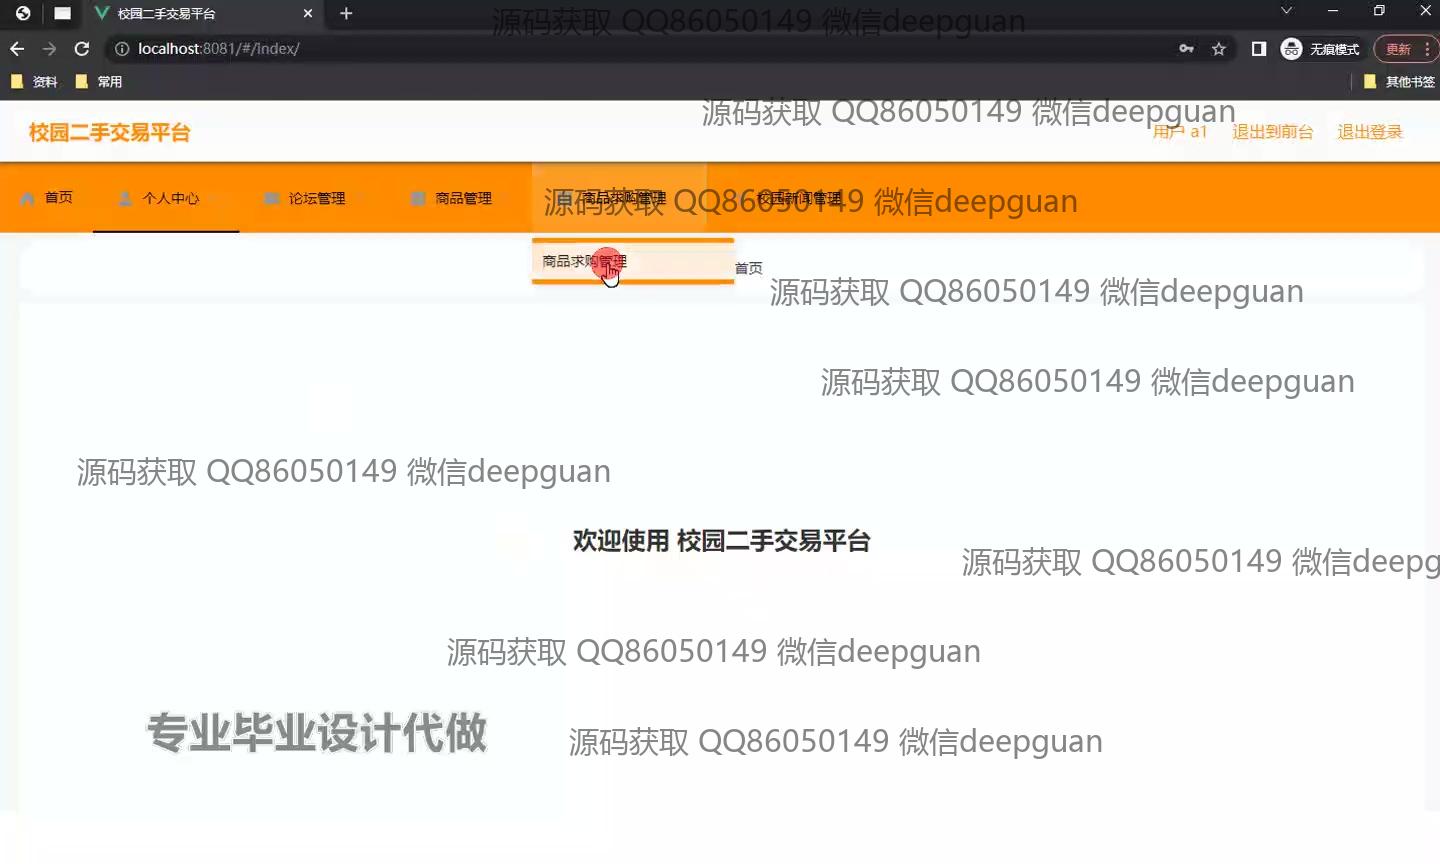 校园二手交易平台
源码获取 QQ86050149 微信deepguan
localhost:8081/#/index/
无痕模式
更新
资料
常用
其他书签
源码获取 QQ86050149 微信deepguan
校园二手交易平台
用户 a1
退出到前台
退出登录
首页
个人中心
论坛管理
商品管理
商品求购管理
校园新闻管理
源码获取 QQ86050149 微信deepguan
商品求购管理
首页
源码获取 QQ86050149 微信deepguan
源码获取 QQ86050149 微信deepguan
源码获取 QQ86050149 微信deepguan
欢迎使用 校园二手交易平台
源码获取 QQ86050149 微信deepg
源码获取 QQ86050149 微信deepguan
专业毕业设计代做
源码获取 QQ86050149 微信deepguan